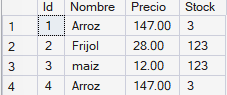 Id Nombre Precio Stock
1 1 Arroz 147.00 3
2 2 Frijol 28.00 123
3 3 maiz 12.00 123
4 4 Arroz 147.00 3